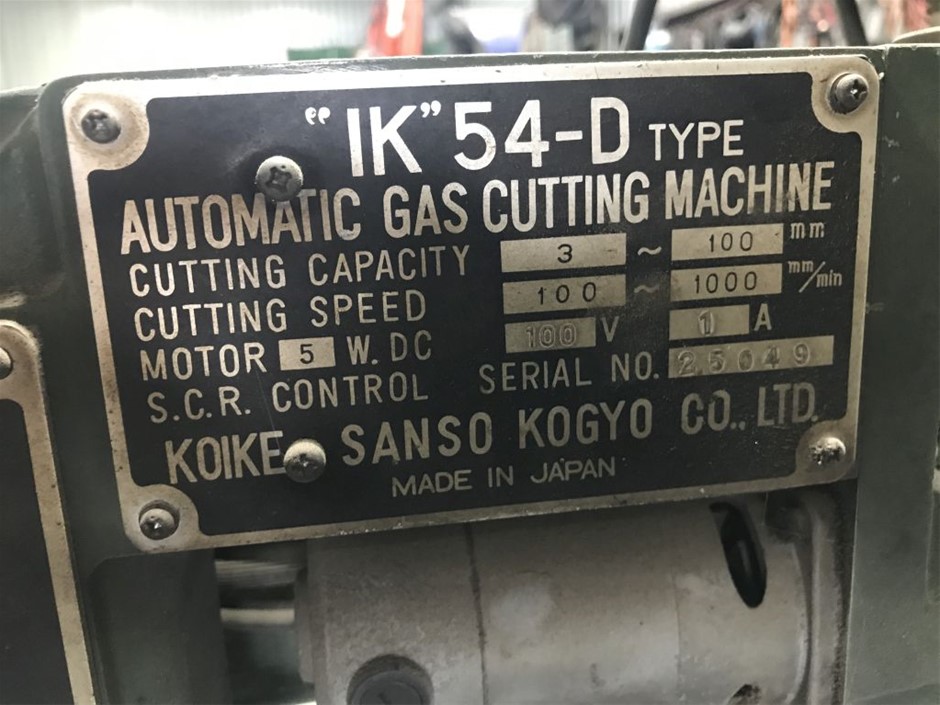 "IK" 54-D TYPE
AUTOMATIC GAS CUTTING MACHINE
CUTTING CAPACITY 3 ~ 100 mm
CUTTING SPEED 100 ~ 1000 mm/min
MOTOR 5 W. DC 100 V 1 A
S.C.R. CONTROL SERIAL NO. 25049
KOIKE SANSO KOGYO CO., LTD.
MADE IN JAPAN